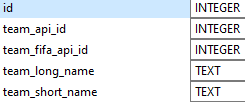 id INTEGER
team_api_id INTEGER
team_fifa_api_id INTEGER
team_long_name TEXT
team_short_name TEXT